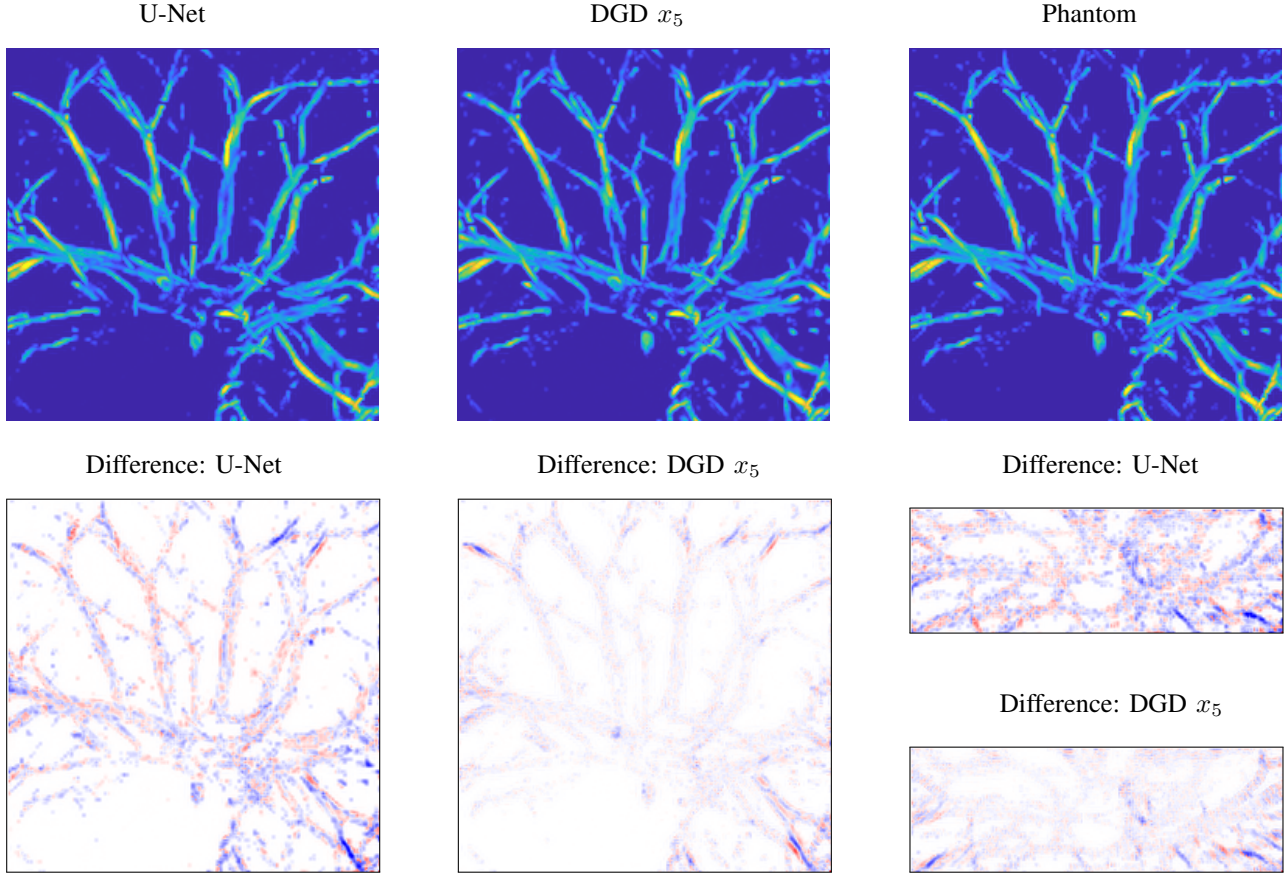 U-Net
DGD x₅
Phantom
Difference: U-Net
Difference: DGD x₅
Difference: U-Net
Difference: DGD x₅